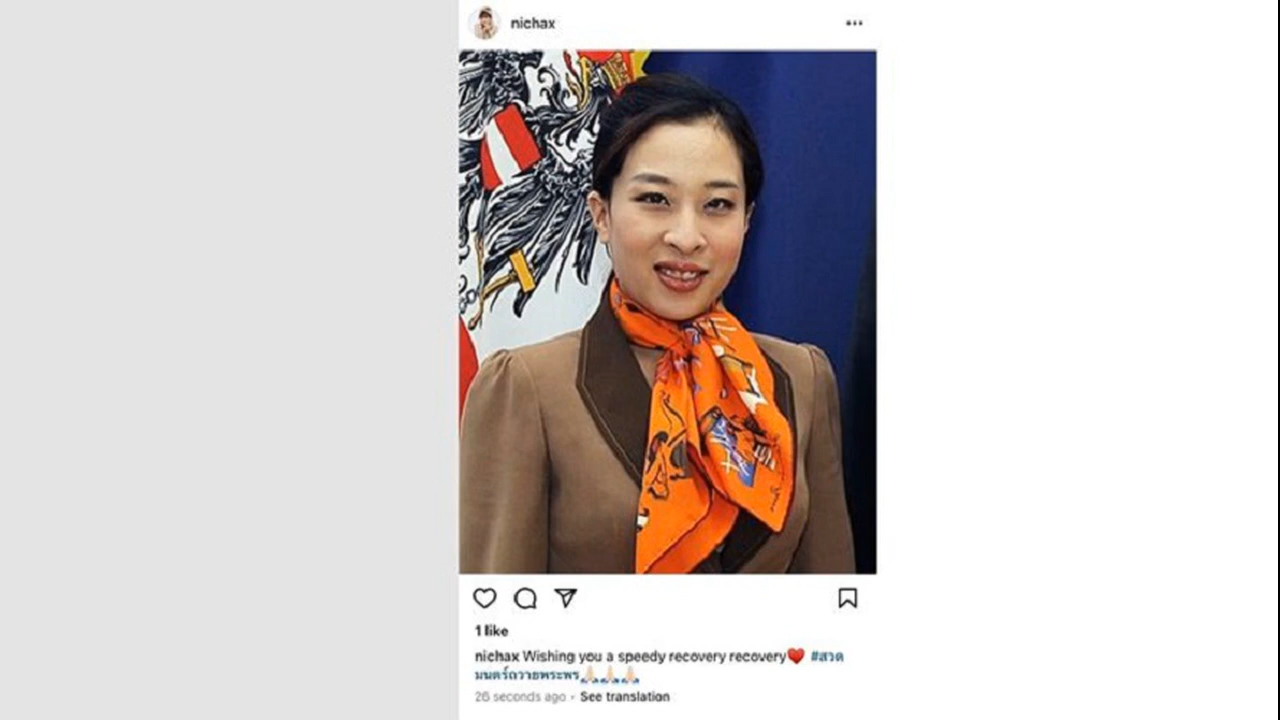 nichax
1 like
nichax Wishing you a speedy recovery recovery❤️ #สวด
มนตร์ถวายพระพร🙏🏻🙏🏻🙏🏻
26 seconds ago • See translation